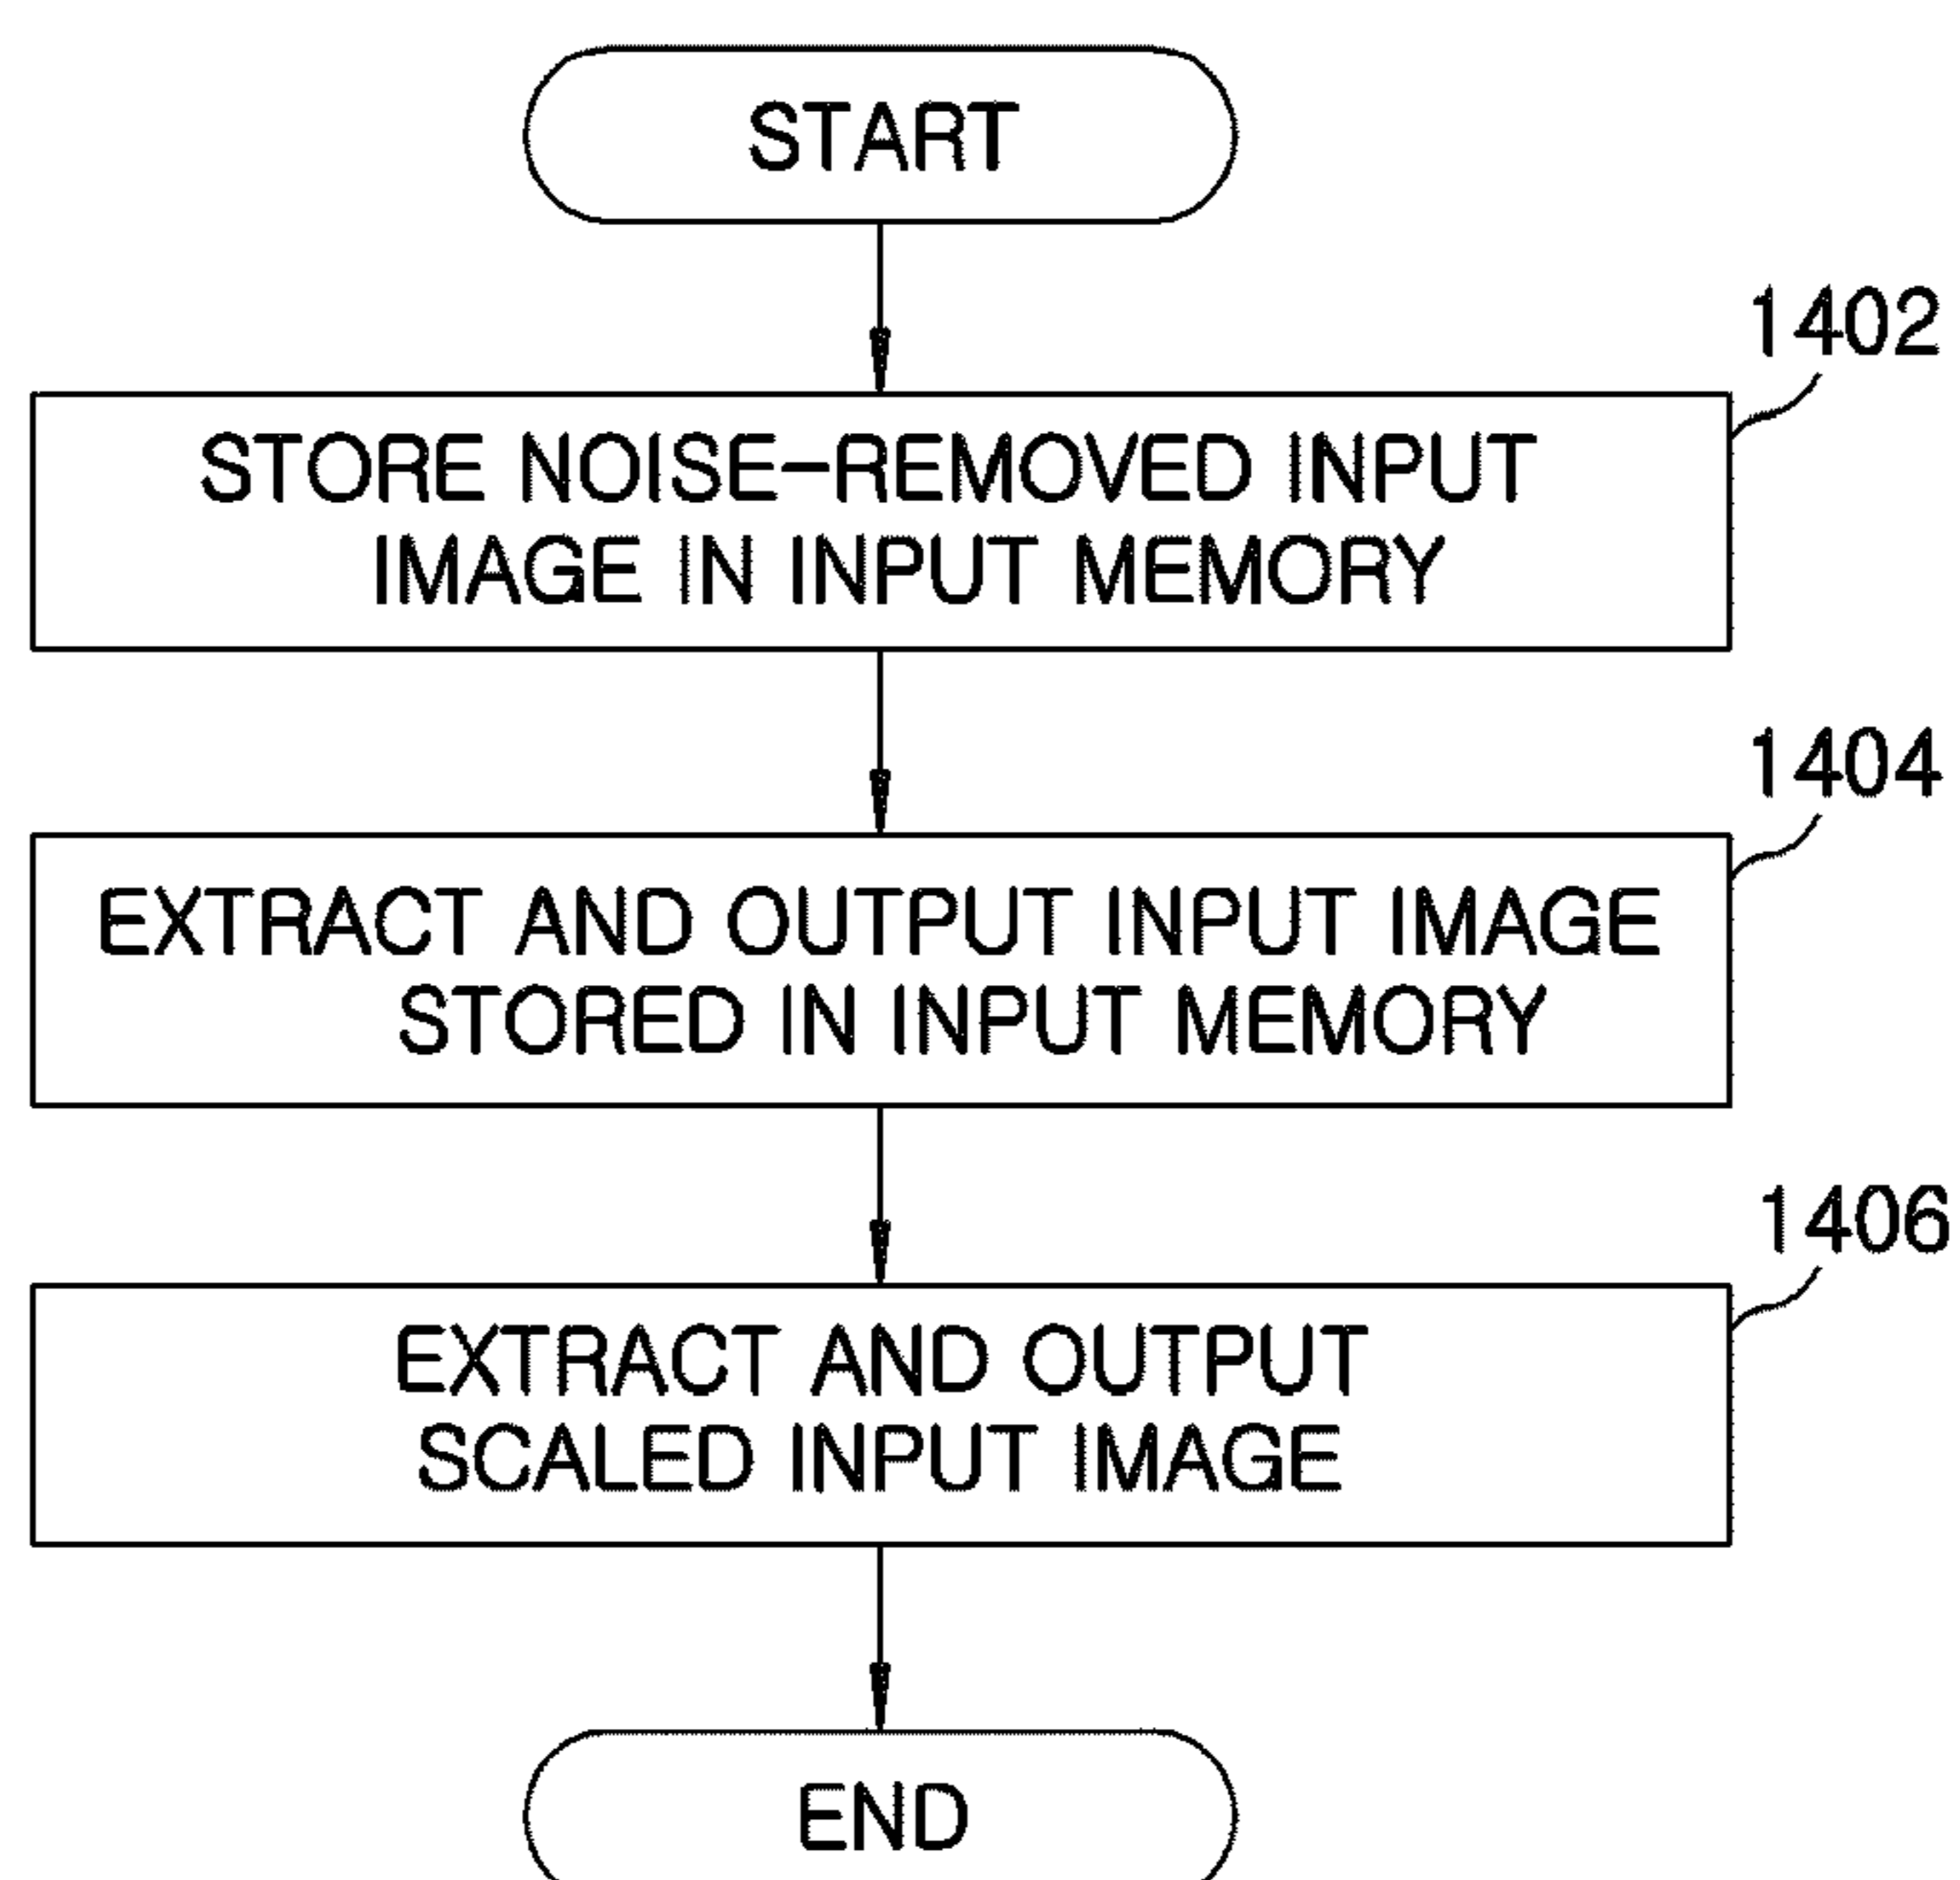 START
1402
STORE NOISE-REMOVED INPUT
IMAGE IN INPUT MEMORY
1404
EXTRACT AND OUTPUT INPUT IMAGE
STORED IN INPUT MEMORY
1406
EXTRACT AND OUTPUT
SCALED INPUT IMAGE
END